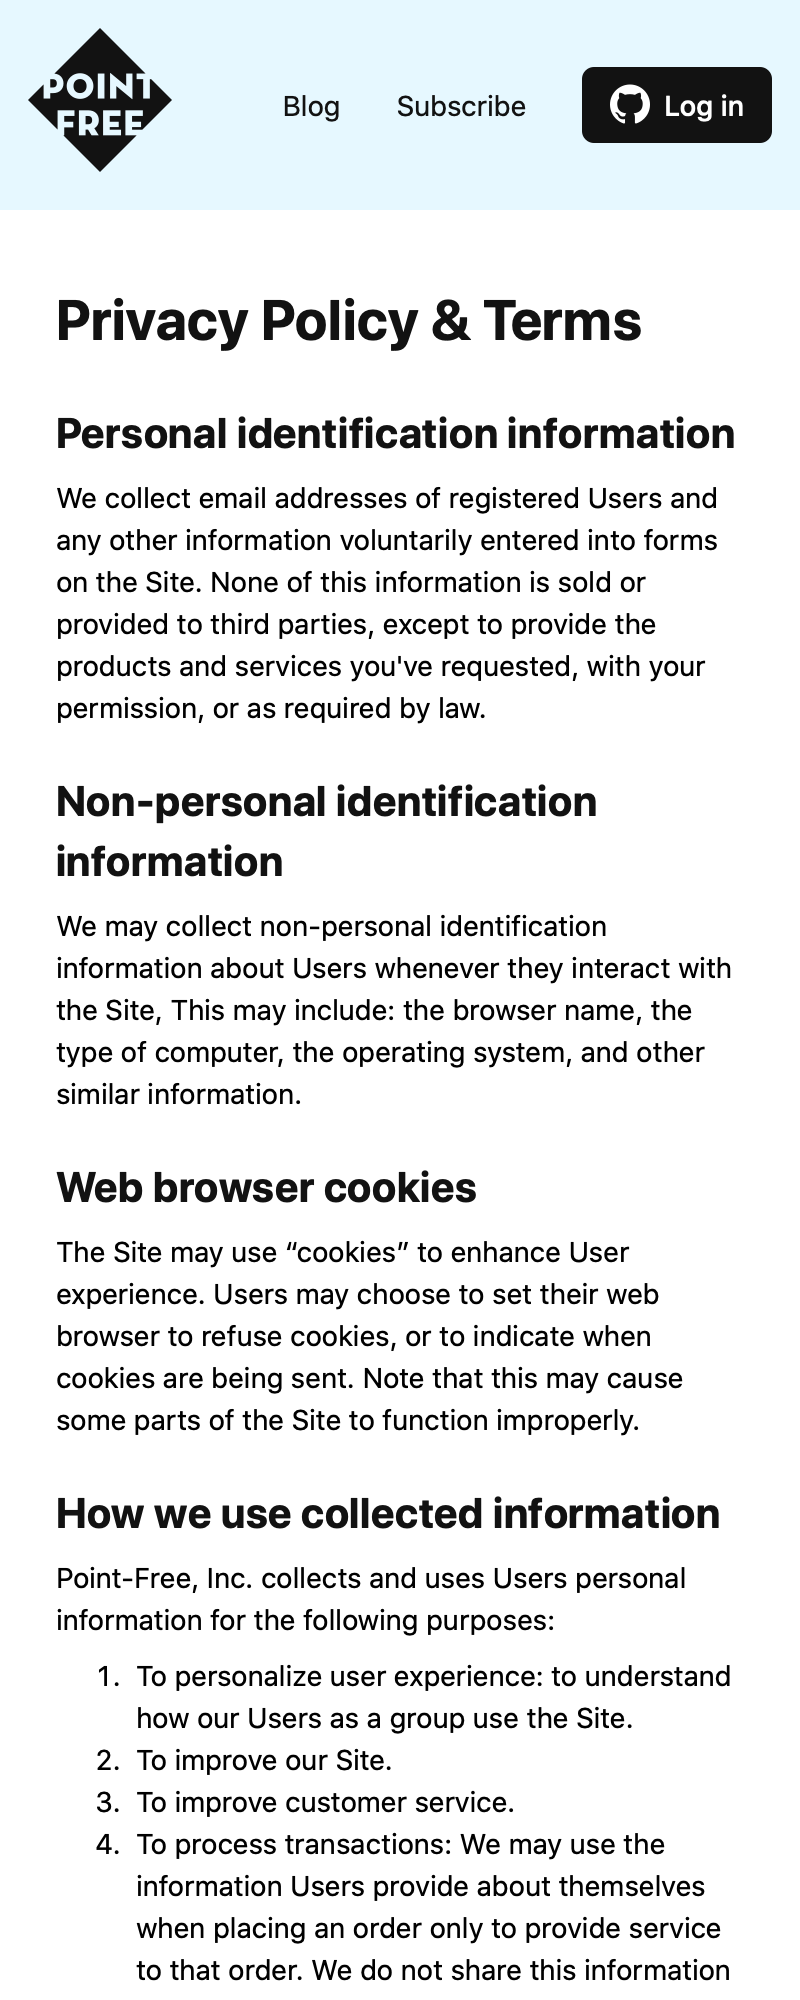 POINT
FREE
Blog
Subscribe
Log in
Privacy Policy & Terms
Personal identification information
We collect email addresses of registered Users and
any other information voluntarily entered into forms
on the Site. None of this information is sold or
provided to third parties, except to provide the
products and services you've requested, with your
permission, or as required by law.
Non-personal identification
information
We may collect non-personal identification
information about Users whenever they interact with
the Site, This may include: the browser name, the
type of computer, the operating system, and other
similar information.
Web browser cookies
The Site may use “cookies” to enhance User
experience. Users may choose to set their web
browser to refuse cookies, or to indicate when
cookies are being sent. Note that this may cause
some parts of the Site to function improperly.
How we use collected information
Point-Free, Inc. collects and uses Users personal
information for the following purposes:
1. To personalize user experience: to understand
how our Users as a group use the Site.
2. To improve our Site.
3. To improve customer service.
4. To process transactions: We may use the
information Users provide about themselves
when placing an order only to provide service
to that order. We do not share this information